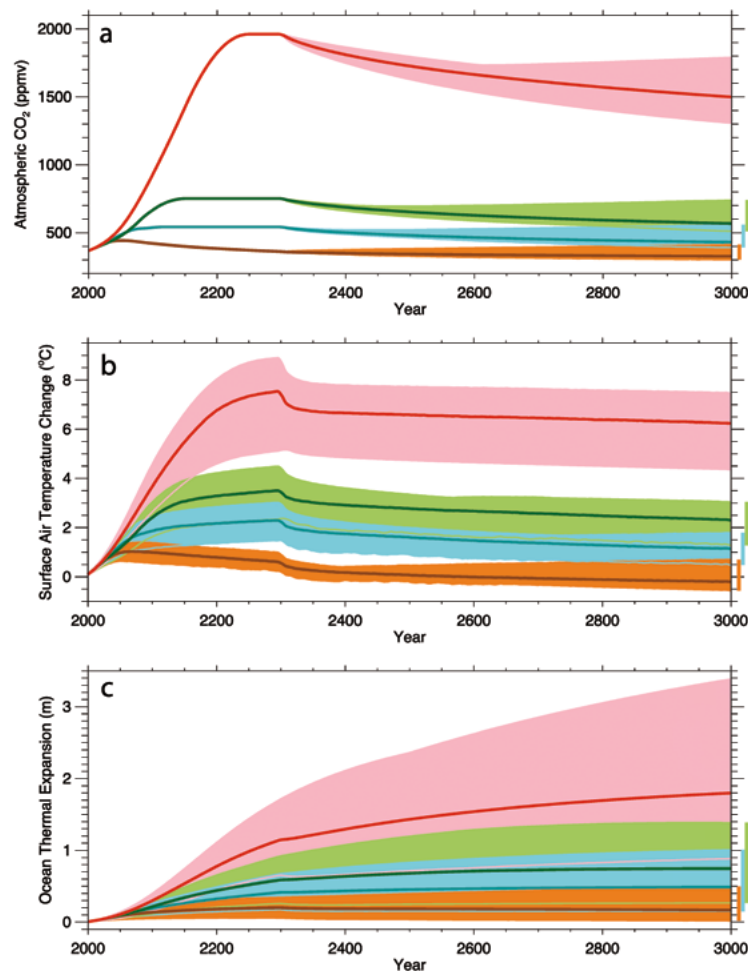 a
Atmospheric CO2 (ppmv)
2000
1500
1000
500
2000 2200 2400 2600 2800 3000
Year
b
Surface Air Temperature Change (°C)
8
6
4
2
0
2000 2200 2400 2600 2800 3000
Year
c
Ocean Thermal Expansion (m)
3
2
1
0
2000 2200 2400 2600 2800 3000
Year